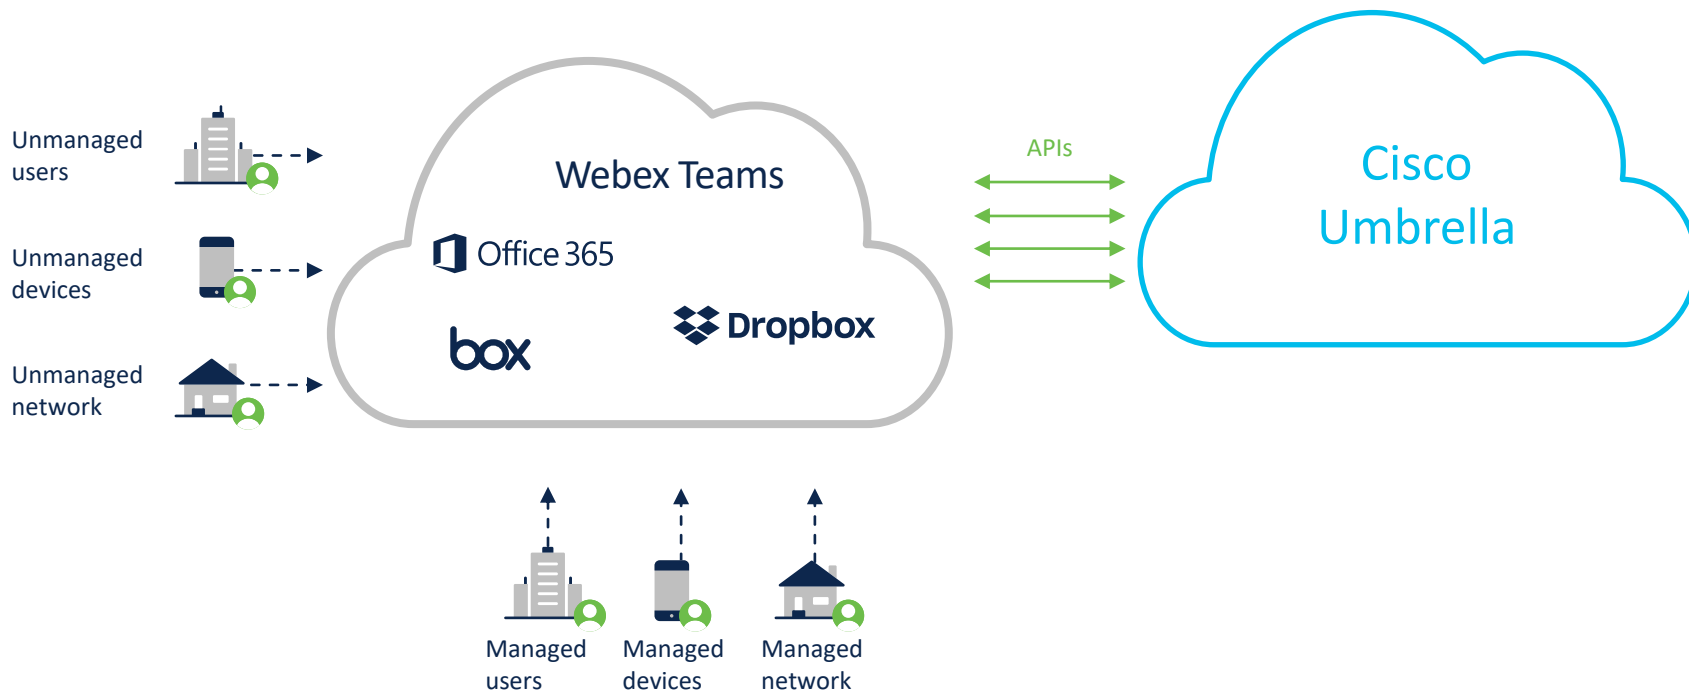 Unmanaged
users
Unmanaged
devices
Unmanaged
network
Webex Teams
Office 365
box
Dropbox
APIs
Cisco
Umbrella
Managed
users
Managed
devices
Managed
network